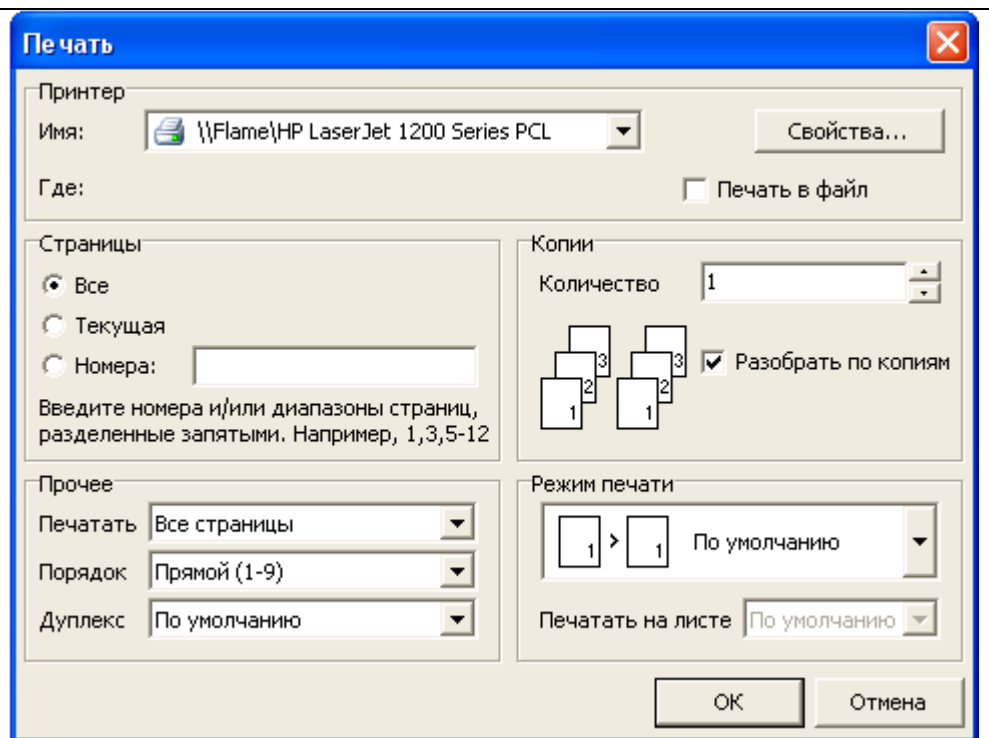 Печать
Принтер
Имя: \\Flame\HP LaserJet 1200 Series PCL Свойства...
Где: Печать в файл
Страницы
Все
Текущая
Номера:
Введите номера и/или диапазоны страниц,
разделенные запятыми. Например, 1,3,5-12
Копии
Количество 1
3 3
2 2
1 1
Разобрать по копиям
Прочее
Печатать Все страницы
Порядок Прямой (1-9)
Дуплекс По умолчанию
Режим печати
1 > 1 По умолчанию
Печатать на листе По умолчанию
ОК Отмена